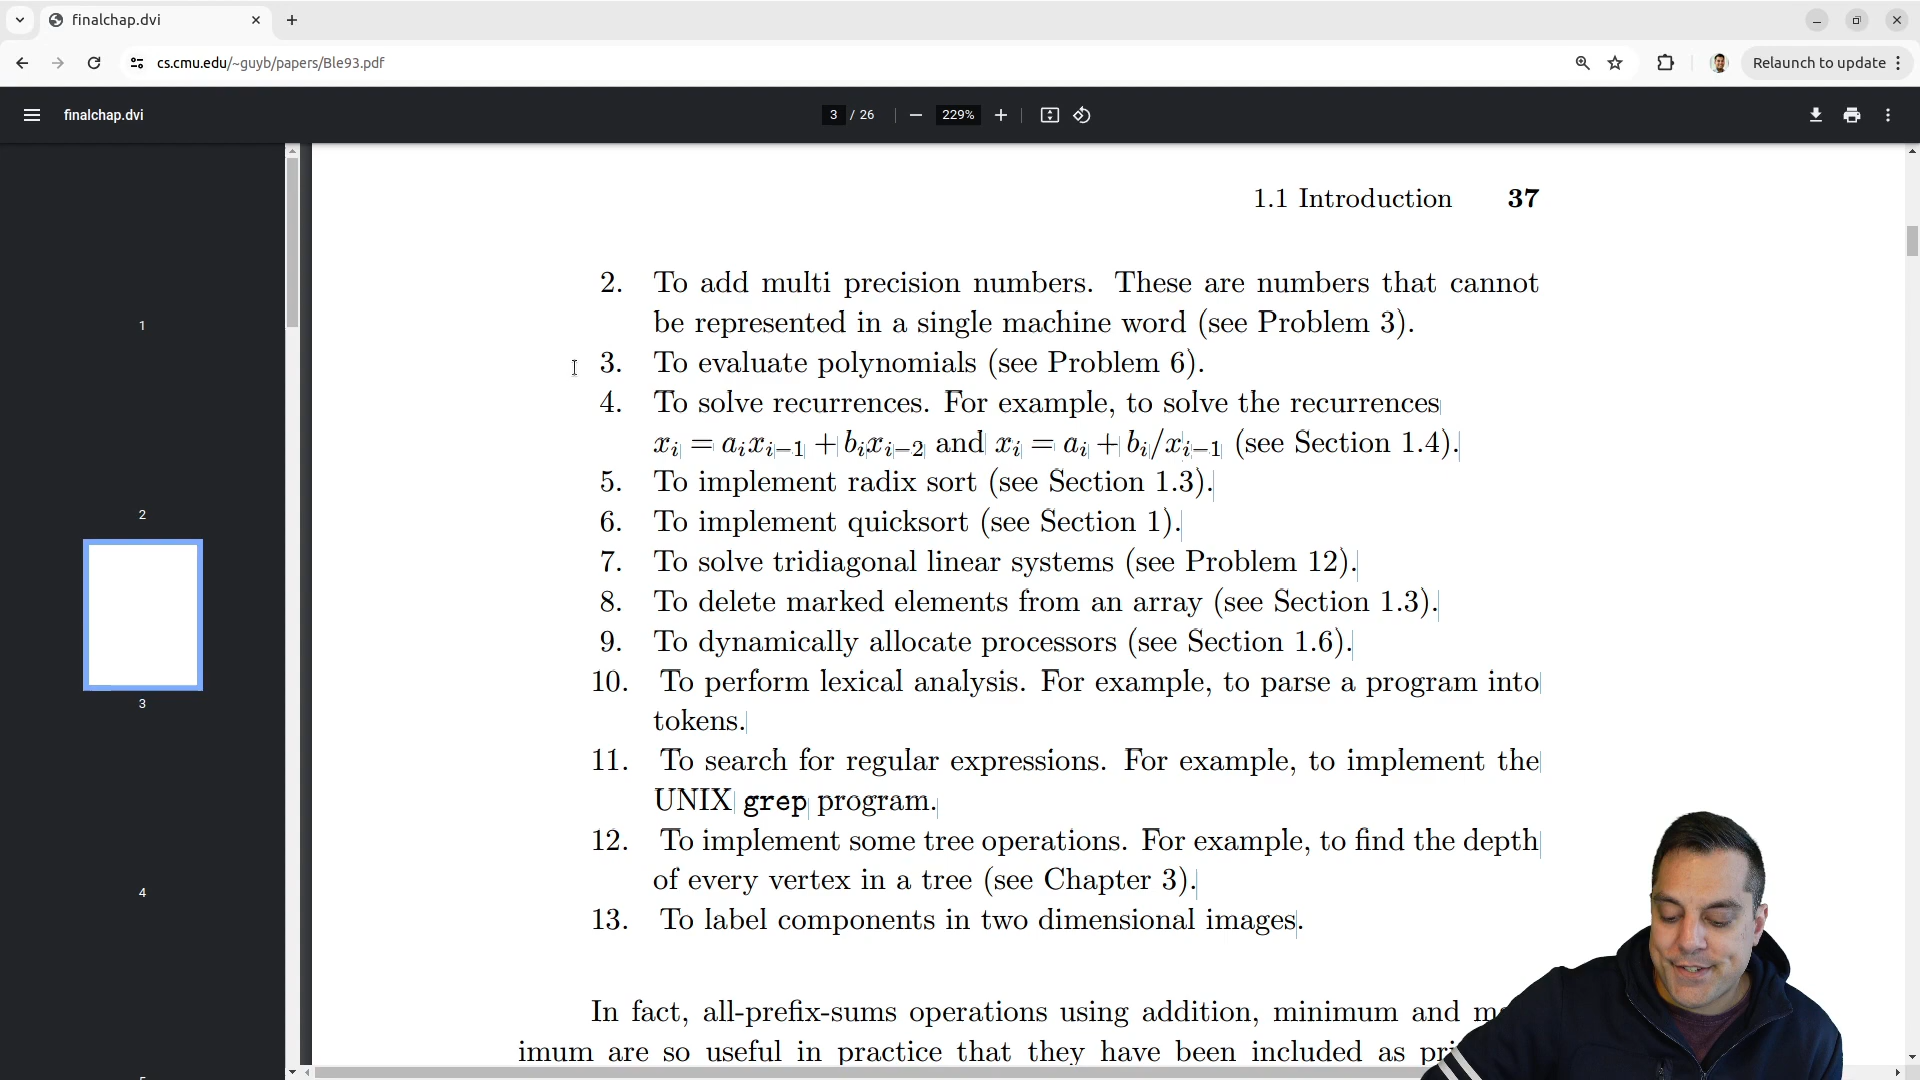 finalchap.dvi
cs.cmu.edu/~guyb/papers/Ble93.pdf
Relaunch to update
finalchap.dvi
3 / 26
229%
1
2
3
4
1.1 Introduction 37
2. To add multi precision numbers. These are numbers that cannot
be represented in a single machine word (see Problem 3).
3. To evaluate polynomials (see Problem 6).
4. To solve recurrences. For example, to solve the recurrences
xᵢ = aᵢxᵢ₋₁ + bᵢxᵢ₋₂ and xᵢ = aᵢ + bᵢ/xᵢ₋₁ (see Section 1.4).
5. To implement radix sort (see Section 1.3).
6. To implement quicksort (see Section 1).
7. To solve tridiagonal linear systems (see Problem 12).
8. To delete marked elements from an array (see Section 1.3).
9. To dynamically allocate processors (see Section 1.6).
10. To perform lexical analysis. For example, to parse a program into
tokens.
11. To search for regular expressions. For example, to implement the
UNIX grep program.
12. To implement some tree operations. For example, to find the depth
of every vertex in a tree (see Chapter 3).
13. To label components in two dimensional images.
In fact, all-prefix-sums operations using addition, minimum and
imum are so useful in practice that they have been included as